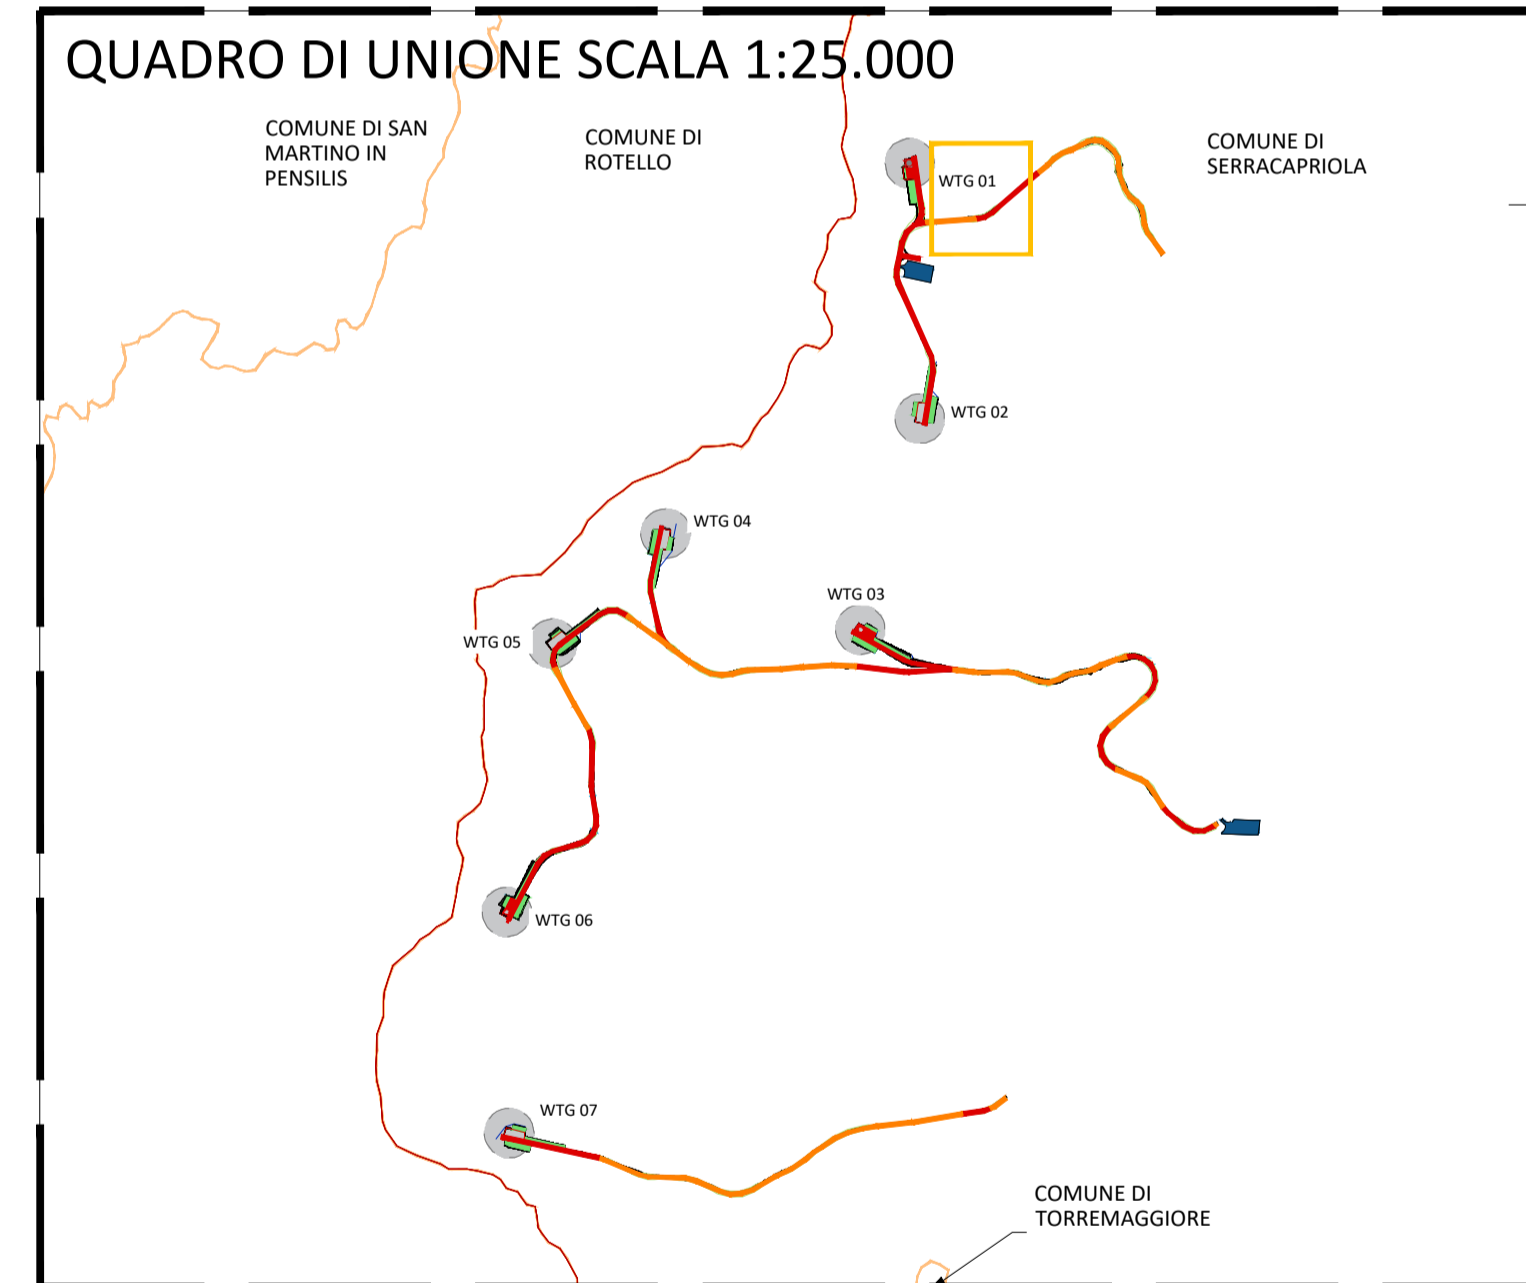 QUADRO DI UNIONE SCALA 1:25.000
COMUNE DI SAN
MARTINO IN
PENSILIS
COMUNE DI
ROTELLO
COMUNE DI
SERRACAPRIOLA
WTG 01
WTG 02
WTG 04
WTG 03
WTG 05
WTG 06
WTG 07
COMUNE DI
TORREMAGGIORE